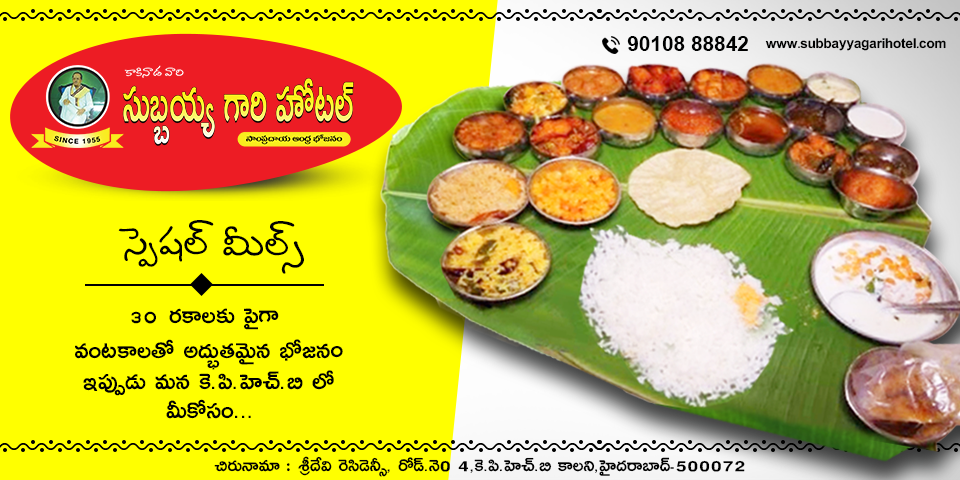 90108 88842 www.subbayyagarihotel.com
కాకినాడ వారి
సుబ్బయ్య గారి హోటల్
SINCE 1955
సాంప్రదాయ ఆంధ్ర భోజనం
స్పెషల్ మీల్స్
30 రకాలకు పైగా
వంటకాలతో అద్భుతమైన భోజనం
ఇప్పుడు మన కె.పి.హెచ్.బి లో
మీకోసం...
చిరునామా : శ్రీదేవి రెసిడెన్సీ, రోడ్.నెం 4,కె.పి.హెచ్.బి కాలని,హైదరాబాద్-500072